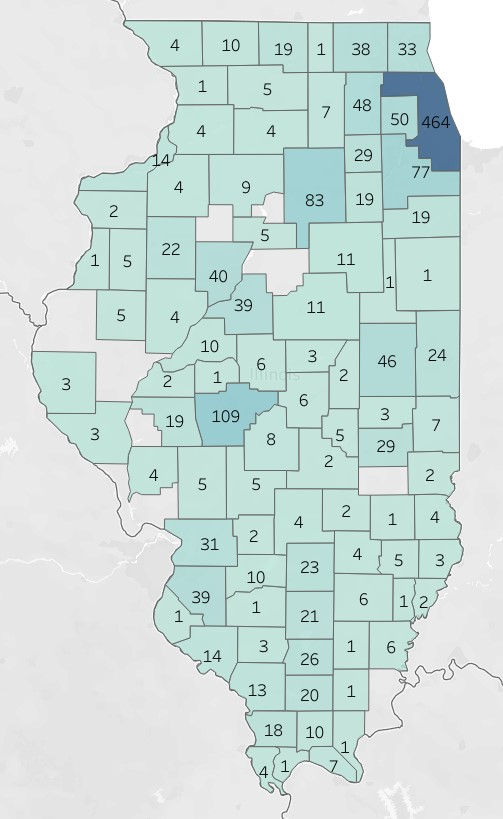 4 10 19 1 38 33
1 5 7 48 50 464
4 4 29 77
14 4 9 83 19
2 5 19
1 5 22 40 11 1 1
5 4 39 11
3 10 6 3 2 46 24
2 1 Illinois
3 19 109 6 3 7
8 5 29
4 5 5 2 2
31 2 4 2 1 4
39 10 23 4 5 3
1 1 21 6 1 2
14 3 26 1 6
13 20 1
18 10 1
4 1 7